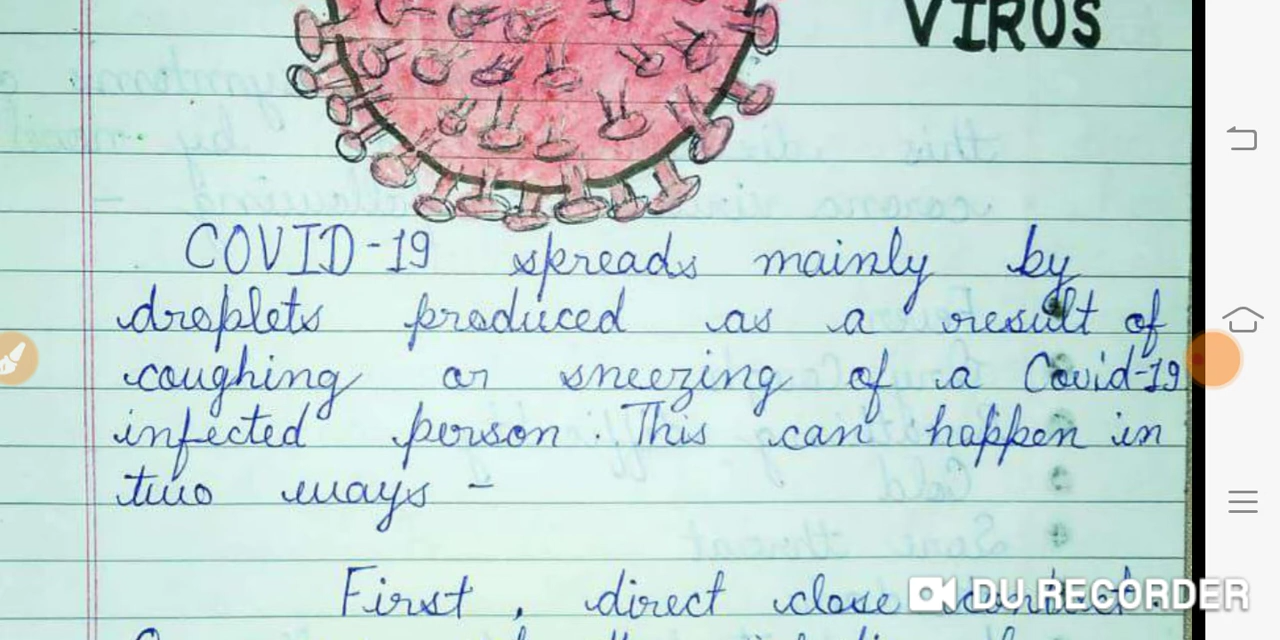 VIRUS
COVID-19 spreads mainly by
droplets produced as a result of
coughing or sneezing of a Covid-19
infected person. This can happen in
two ways -
First, direct close contact.
DU RECORDER